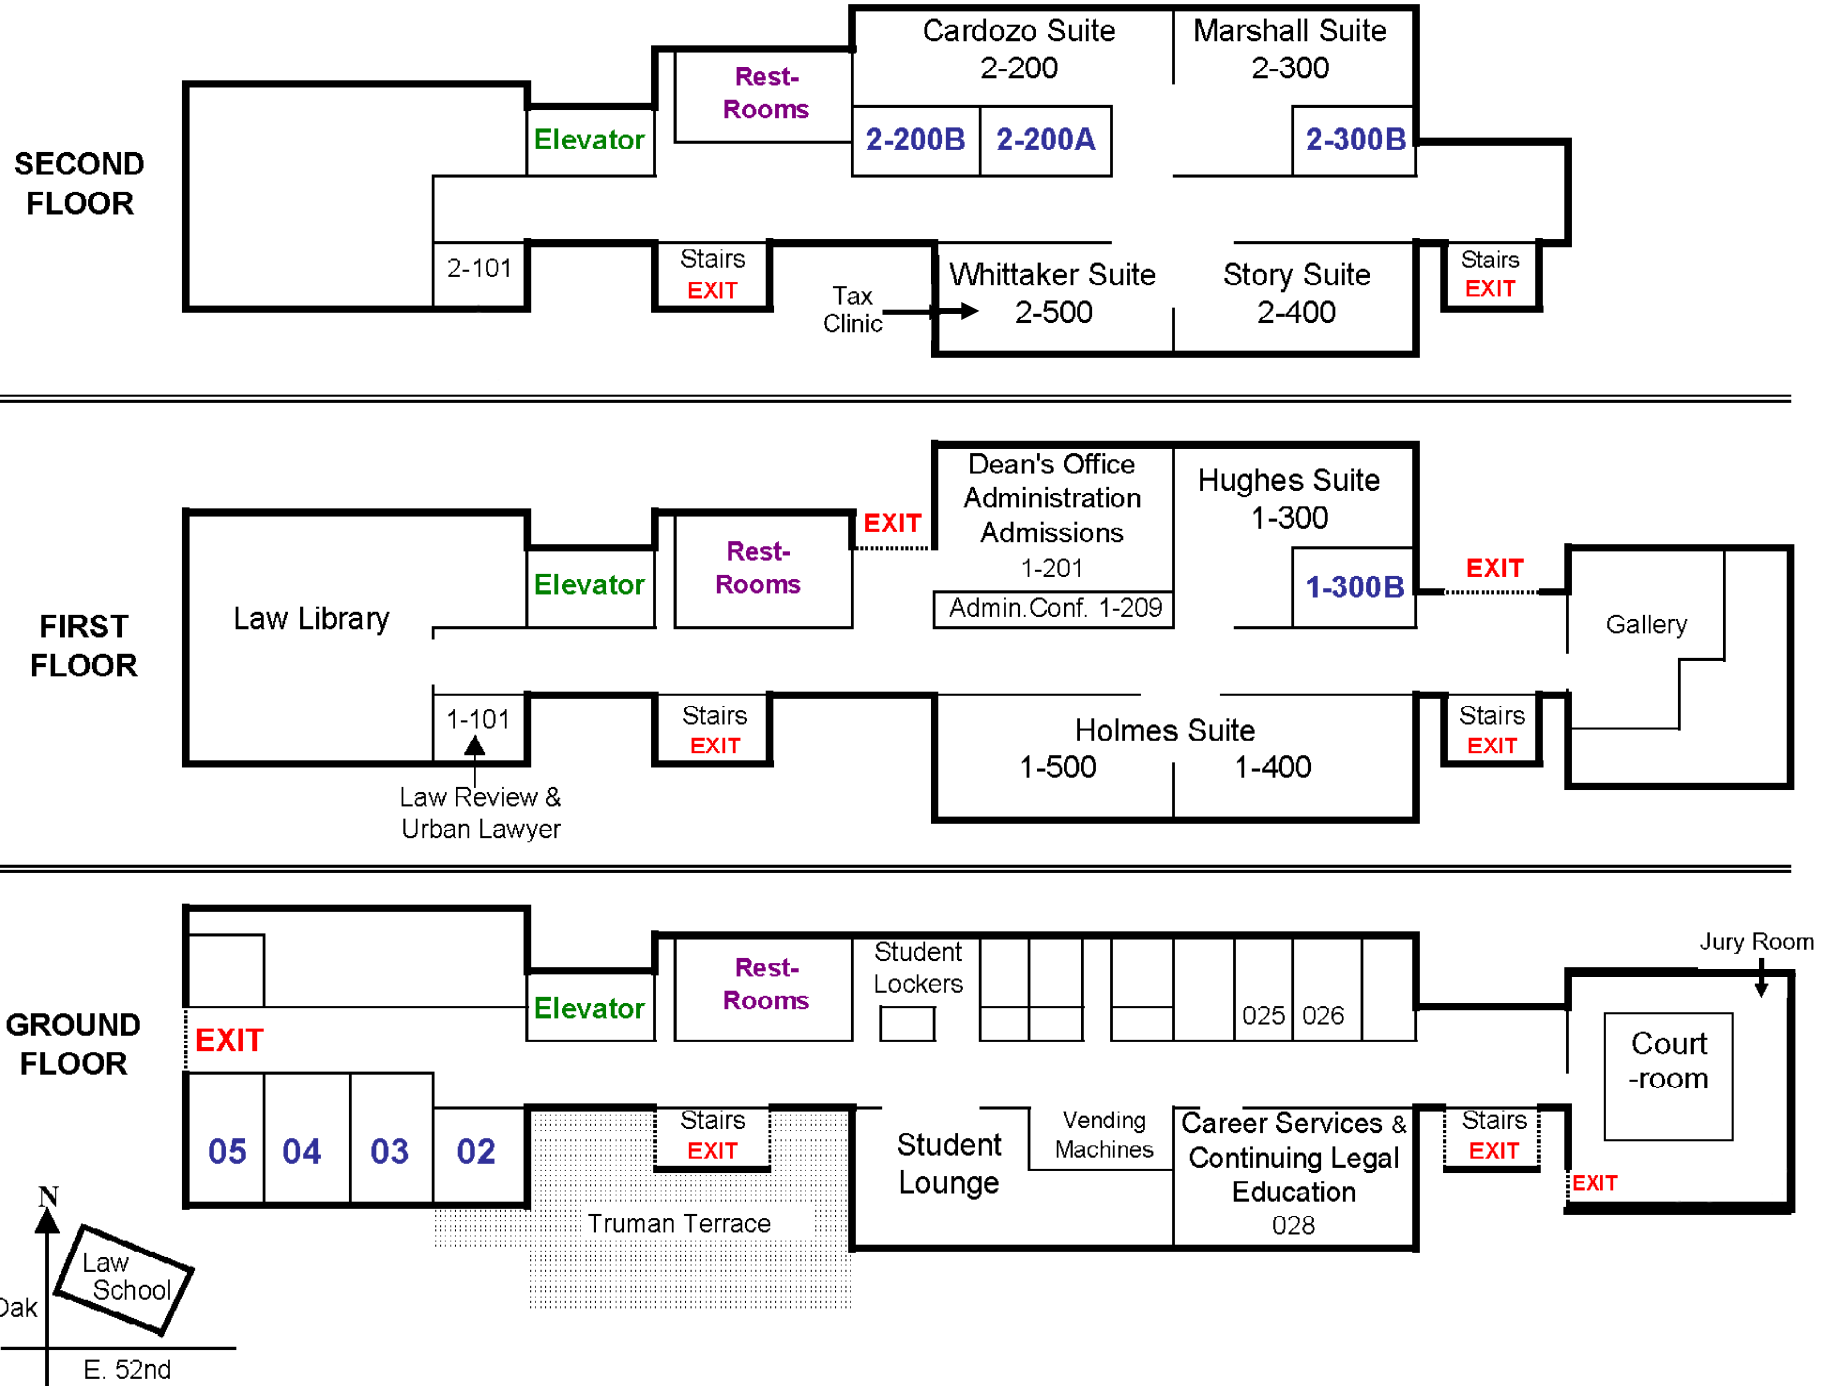 SECOND
FLOOR
Cardozo Suite
2-200
Marshall Suite
2-300
Rest-
Rooms
Elevator
2-200B
2-200A
2-300B
2-101
Stairs
EXIT
Tax
Clinic
Whittaker Suite
2-500
Story Suite
2-400
Stairs
EXIT
FIRST
FLOOR
Law Library
Elevator
Rest-
Rooms
EXIT
Dean's Office
Administration
Admissions
1-201
Admin.Conf. 1-209
Hughes Suite
1-300
1-300B
EXIT
Gallery
1-101
Law Review &
Urban Lawyer
Stairs
EXIT
Holmes Suite
1-500
1-400
Stairs
EXIT
GROUND
FLOOR
EXIT
Elevator
Rest-
Rooms
Student
Lockers
025
026
Jury Room
Court
-room
05
04
03
02
Stairs
EXIT
Truman Terrace
Student
Lounge
Vending
Machines
Career Services &
Continuing Legal
Education
028
Stairs
EXIT
EXIT
N
Law
School
Oak
E. 52nd